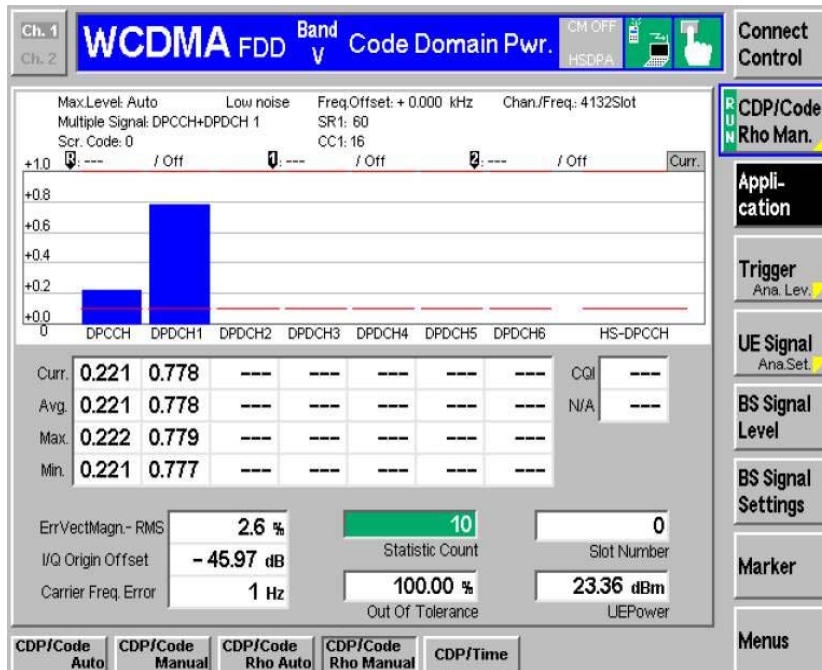 Ch. 1
Ch. 2
WCDMA FDD Band V Code Domain Pwr.
CM OFF
HSDPA
Connect Control
Max.Level: Auto Low noise Freq.Offset: + 0.000 kHz Chan./Freq.: 4132Slot
Multiple Signal: DPCCH+DPDCH 1 SR1: 60
Scr. Code: 0 CC1: 16
R: --- / Off 1: --- / Off 2: --- / Off Curr.
+1.0
+0.8
+0.6
+0.4
+0.2
+0.0
0 DPCCH DPDCH1 DPDCH2 DPDCH3 DPDCH4 DPDCH5 DPDCH6 HS-DPCCH
Curr. 0.221 0.778 --- --- --- --- --- CQI ---
Avg. 0.221 0.778 --- --- --- --- --- N/A ---
Max. 0.222 0.779 --- --- --- --- ---
Min. 0.221 0.777 --- --- --- --- ---
ErrVectMagn.- RMS 2.6 % 10 0
Statistic Count Slot Number
I/Q Origin Offset - 45.97 dB
Carrier Freq. Error 1 Hz 100.00 % 23.36 dBm
Out Of Tolerance UEPower
RUN
CDP/Code
Rho Man.
Appli-
cation
Trigger
Ana. Lev.
UE Signal
Ana.Set.
BS Signal
Level
BS Signal
Settings
Marker
Menus
CDP/Code Auto
CDP/Code Manual
CDP/Code Rho Auto
CDP/Code Rho Manual
CDP/Time